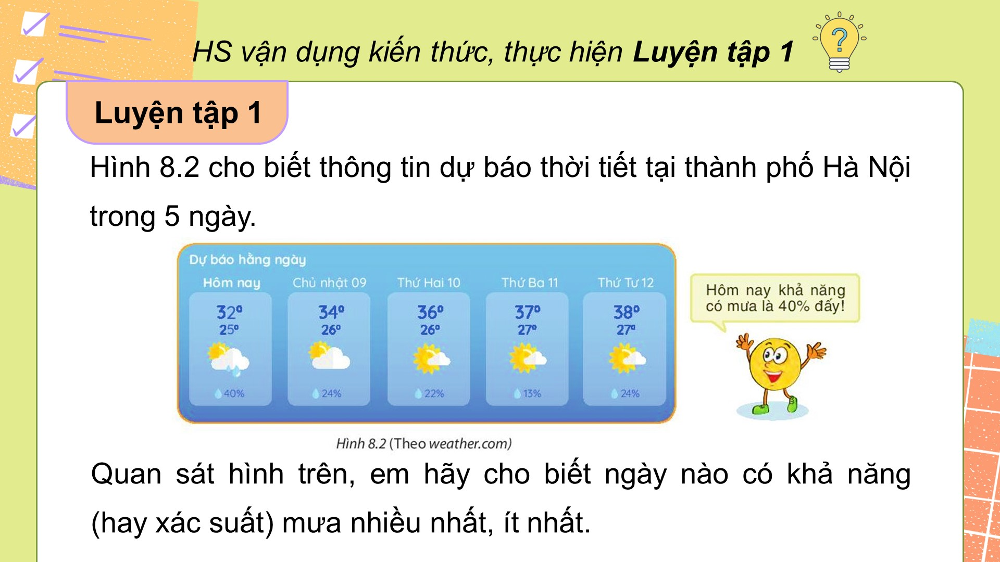 HS vận dụng kiến thức, thực hiện Luyện tập 1
?
Luyện tập 1
Hình 8.2 cho biết thông tin dự báo thời tiết tại thành phố Hà Nội
trong 5 ngày.
Dự báo hằng ngày
Hôm nay Chủ nhật 09 Thứ Hai 10 Thứ Ba 11 Thứ Tư 12
32° 34° 36° 37° 38°
25° 26° 26° 27° 27°
40% 24% 22% 13% 24%
Hôm nay khả năng
có mưa là 40% đấy!
Hình 8.2 (Theo weather.com)
Quan sát hình trên, em hãy cho biết ngày nào có khả năng
(hay xác suất) mưa nhiều nhất, ít nhất.